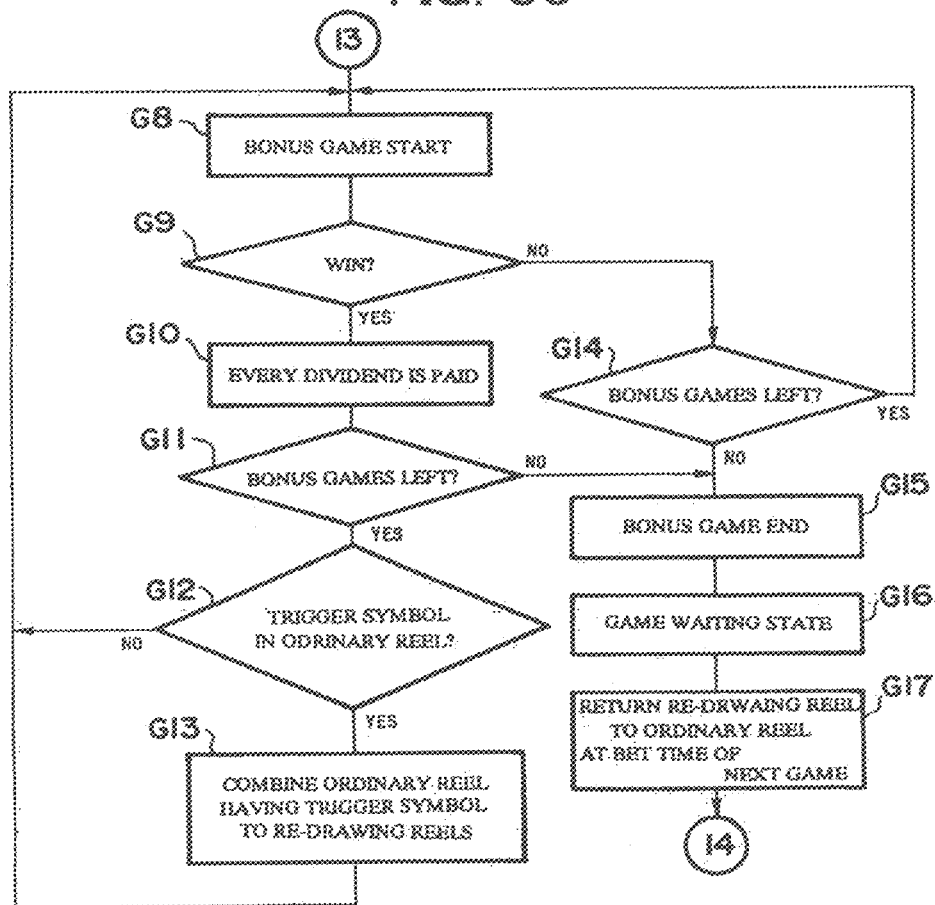 13
G8
BONUS GAME START
G9
WIN?
NO
YES
G10
EVERY DIVIDEND IS PAID
G14
BONUS GAMES LEFT?
YES
NO
G11
BONUS GAMES LEFT?
NO
YES
G15
BONUS GAME END
G12
TRIGGER SYMBOL
IN ODRINARY REEL?
NO
YES
G16
GAME WAITING STATE
G17
RETURN RE-DRWAING REEL
TO ORDINARY REEL
AT BET TIME OF
NEXT GAME
G13
COMBINE ORDINARY REEL
HAVING TRIGGER SYMBOL
TO RE-DRAWING REELS
14